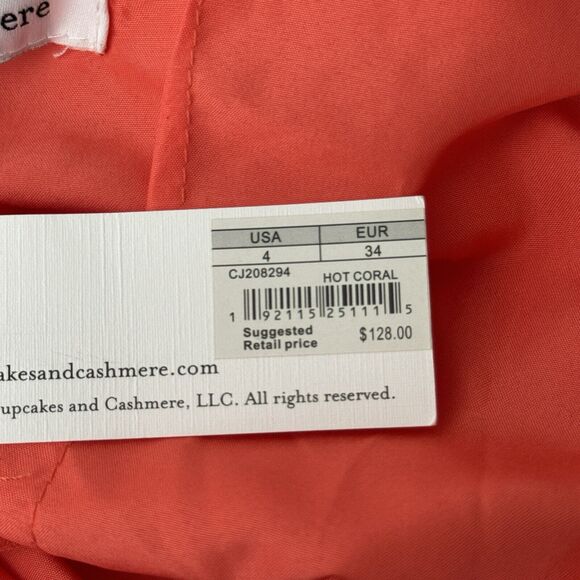 ere
USA EUR
4 34
CJ208294 HOT CORAL
1 92115 25111 5
Suggested
Retail price $128.00
akesandcashmere.com
upcakes and Cashmere, LLC. All rights reserved.